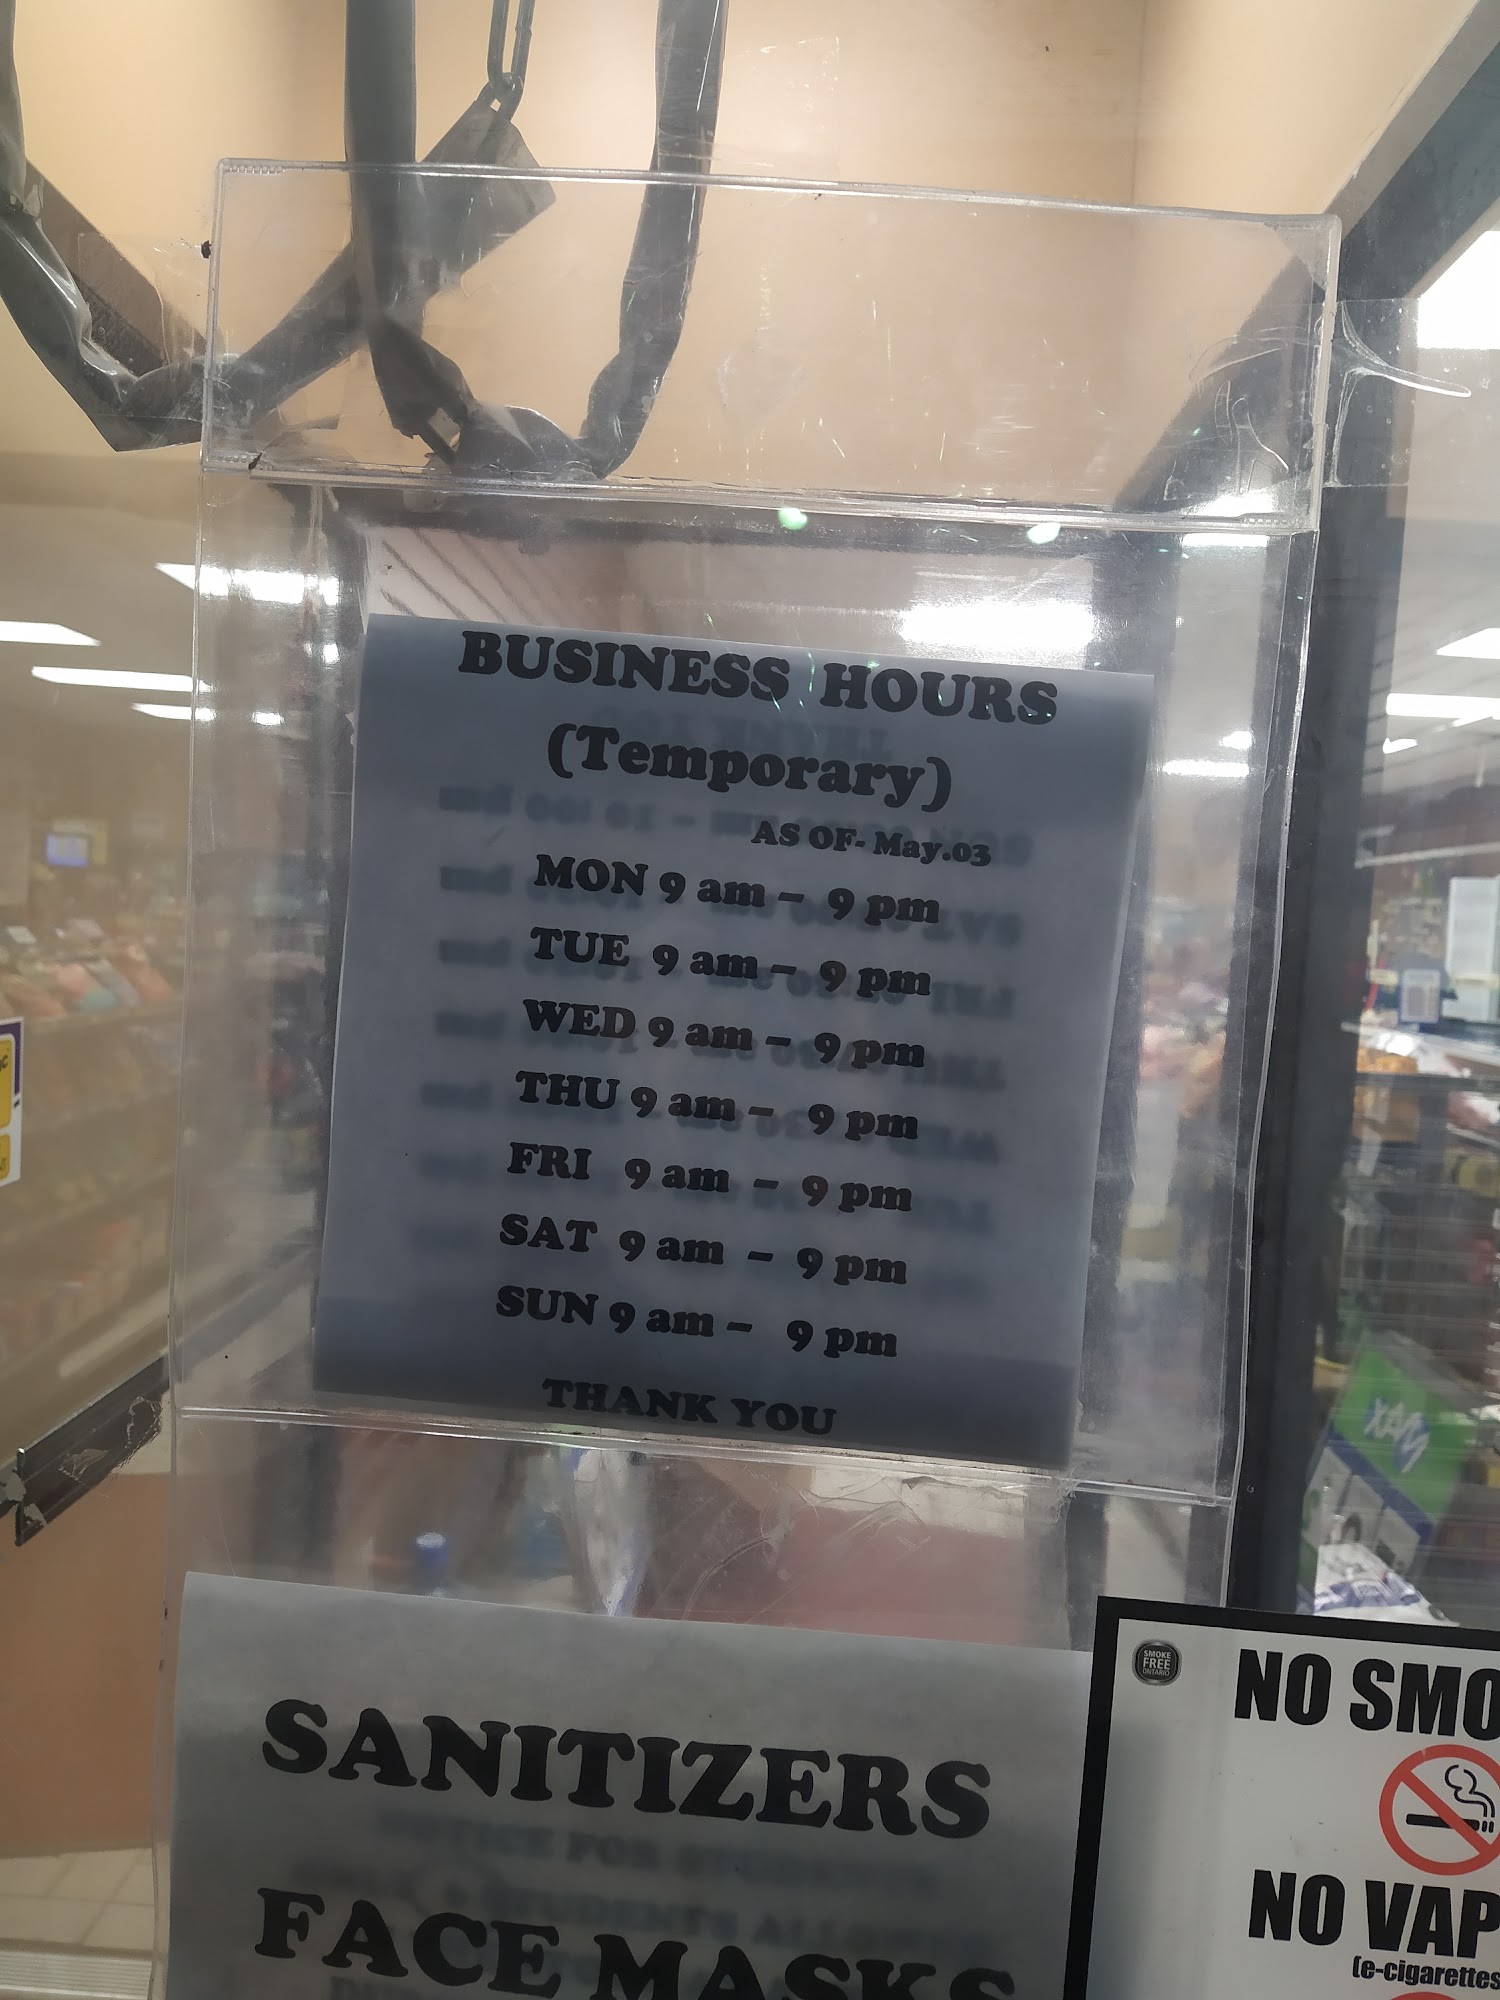 BUSINESS HOURS
(Temporary)
AS OF- May.03
MON 9 am – 9 pm
TUE 9 am – 9 pm
WED 9 am – 9 pm
THU 9 am – 9 pm
FRI 9 am – 9 pm
SAT 9 am – 9 pm
SUN 9 am – 9 pm
THANK YOU
SANITIZERS
FACE MASKS
SMOKE
FREE
ONTARIO
NO SMO
NO VAP
(e-cigarettes